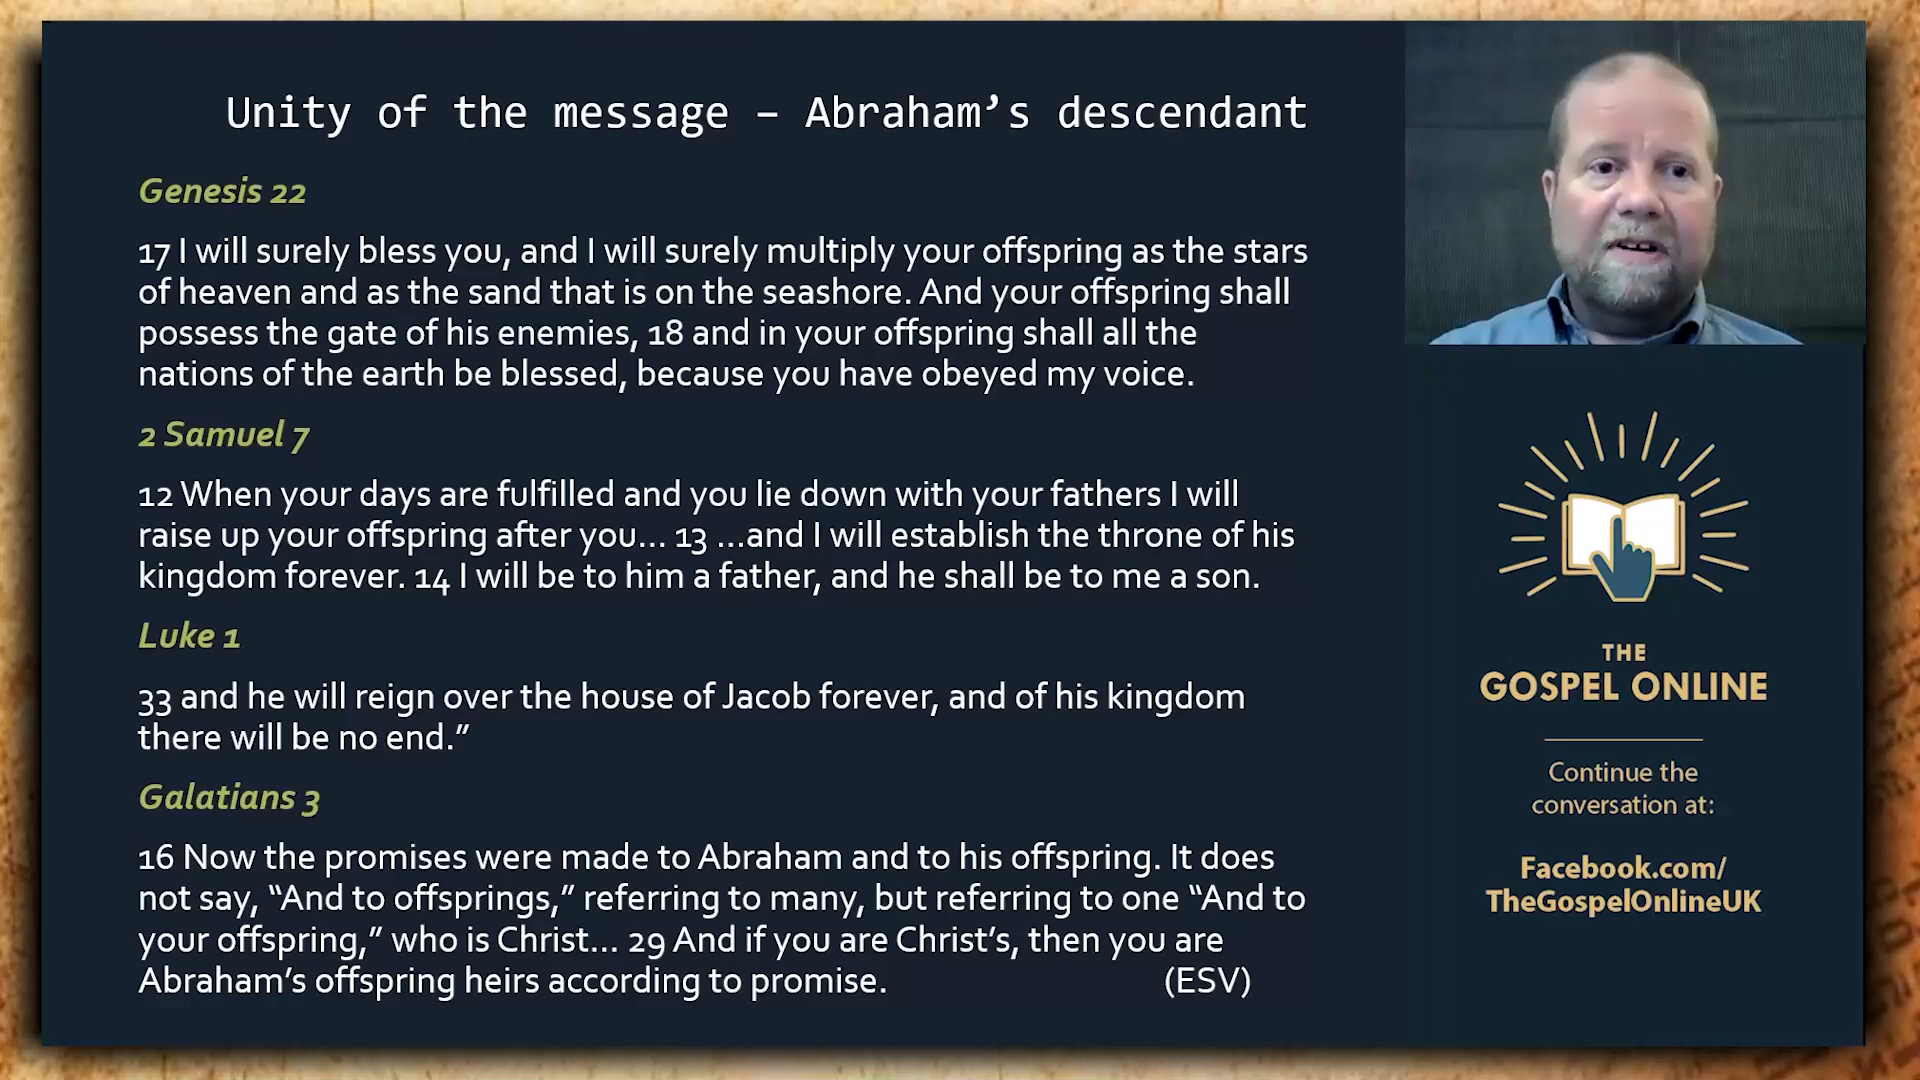 Unity of the message – Abraham’s descendant
Genesis 22
17 I will surely bless you, and I will surely multiply your offspring as the stars
of heaven and as the sand that is on the seashore. And your offspring shall
possess the gate of his enemies, 18 and in your offspring shall all the
nations of the earth be blessed, because you have obeyed my voice.
2 Samuel 7
12 When your days are fulfilled and you lie down with your fathers I will
raise up your offspring after you... 13 ...and I will establish the throne of his
kingdom forever. 14 I will be to him a father, and he shall be to me a son.
Luke 1
33 and he will reign over the house of Jacob forever, and of his kingdom
there will be no end.”
Galatians 3
16 Now the promises were made to Abraham and to his offspring. It does
not say, “And to offsprings,” referring to many, but referring to one “And to
your offspring,” who is Christ... 29 And if you are Christ’s, then you are
Abraham’s offspring heirs according to promise. (ESV)
THE
GOSPEL ONLINE
Continue the
conversation at:
Facebook.com/
TheGospelOnlineUK